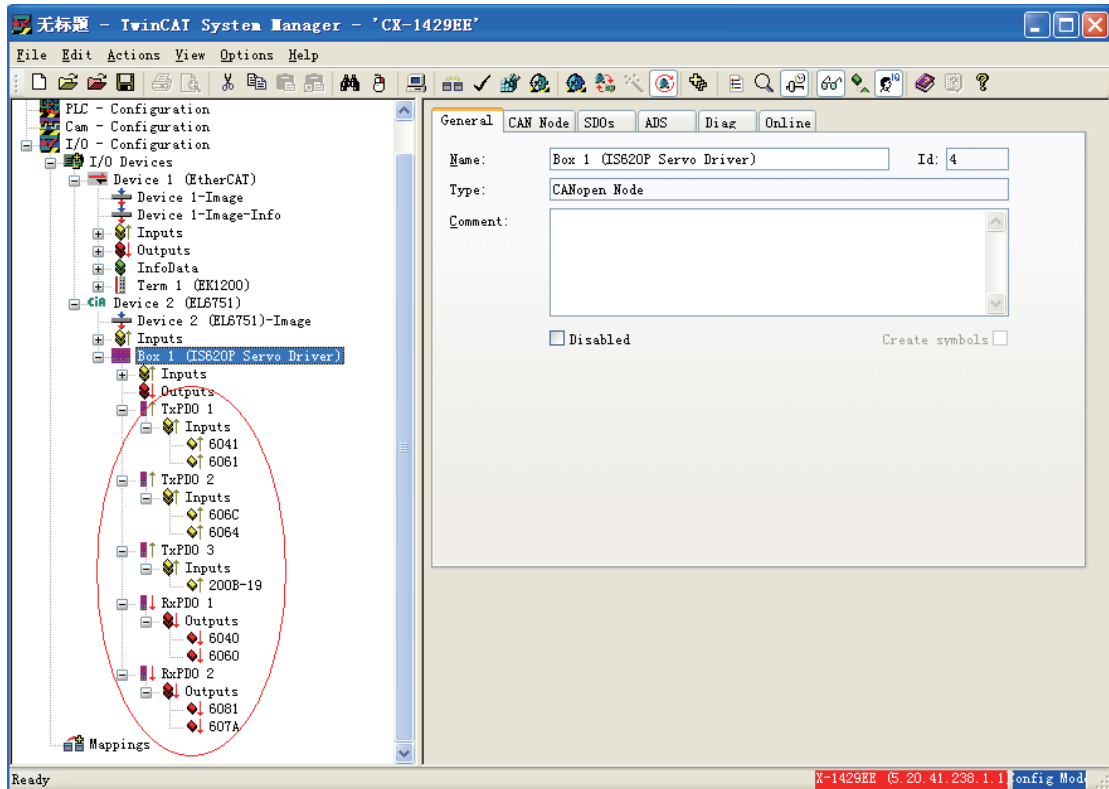 无标题 - TwinCAT System Manager - 'CX-1429EE'
File Edit Actions View Options Help
PLC - Configuration
Cam - Configuration
I/O - Configuration
I/O Devices
Device 1 (EtherCAT)
Device 1-Image
Device 1-Image-Info
Inputs
Outputs
InfoData
Term 1 (EK1200)
CiA Device 2 (EL6751)
Device 2 (EL6751)-Image
Inputs
Box 1 (IS620P Servo Driver)
Inputs
Outputs
TxPDO 1
Inputs
6041
6061
TxPDO 2
Inputs
606C
6064
TxPDO 3
Inputs
200B-19
RxPDO 1
Outputs
6040
6060
RxPDO 2
Outputs
6081
607A
Mappings
General CAN Node SDOs ADS Diag Online
Name: Box 1 (IS620P Servo Driver) Id: 4
Type: CANopen Node
Comment:
Disabled Create symbols
Ready X-1429EE (5.20.41.238.1.1 Config Mod